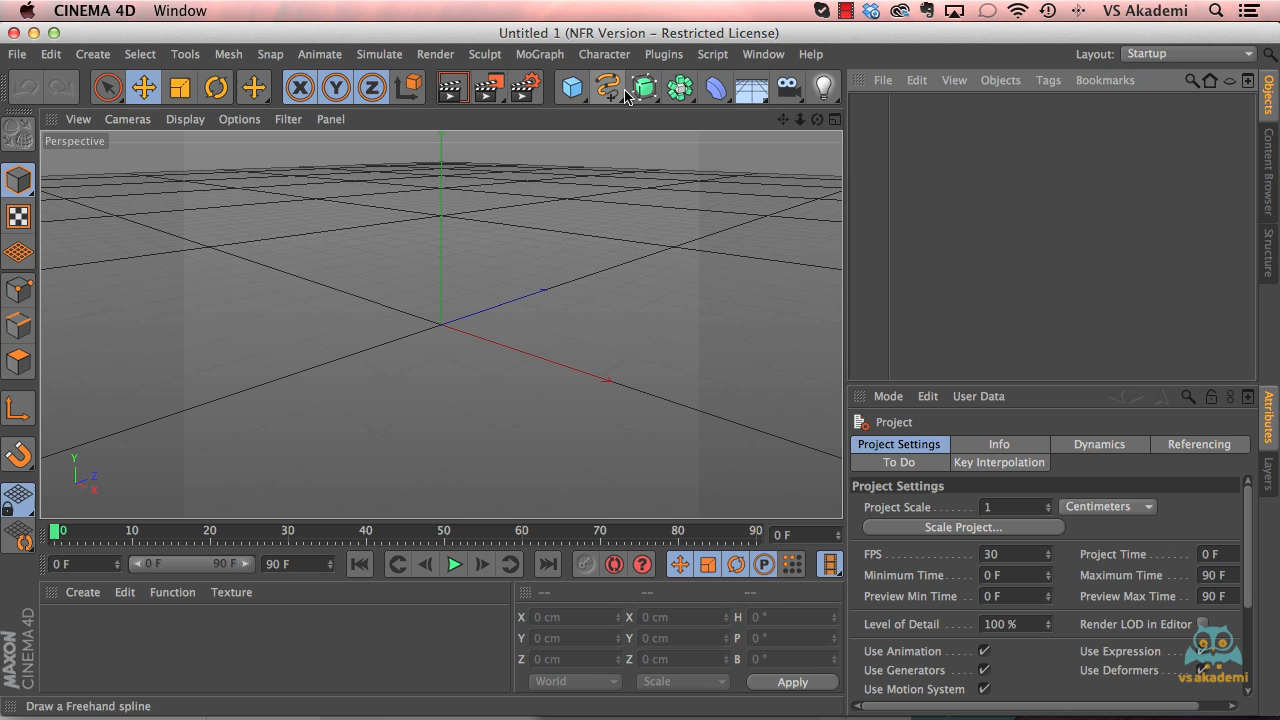 CINEMA 4D Window VS Akademi
Untitled 1 (NFR Version – Restricted License)
File Edit Create Select Tools Mesh Snap Animate Simulate Render Sculpt MoGraph Character Plugins Script Window Help Layout: Startup
X Y Z
File Edit View Objects Tags Bookmarks
Objects
Content Browser
Structure
View Cameras Display Options Filter Panel
Perspective
Y
Z
X
Mode Edit User Data
Attributes
Layers
Project
Project Settings Info Dynamics Referencing
To Do Key Interpolation
Project Settings
Project Scale 1 Centimeters
Scale Project...
FPS 30 Project Time 0 F
Minimum Time 0 F Maximum Time 90 F
Preview Min Time 0 F Preview Max Time 90 F
Level of Detail 100 % Render LOD in Editor
Use Animation Use Expression
Use Generators Use Deformers
Use Motion System
vs akademi
0 10 20 30 40 50 60 70 80 90 0 F
0 F 0 F 90 F 90 F
? P
Create Edit Function Texture
-- -- --
X 0 cm X 0 cm H 0 °
Y 0 cm Y 0 cm P 0 °
Z 0 cm Z 0 cm B 0 °
World Scale Apply
MAXON
CINEMA 4D
Draw a Freehand spline